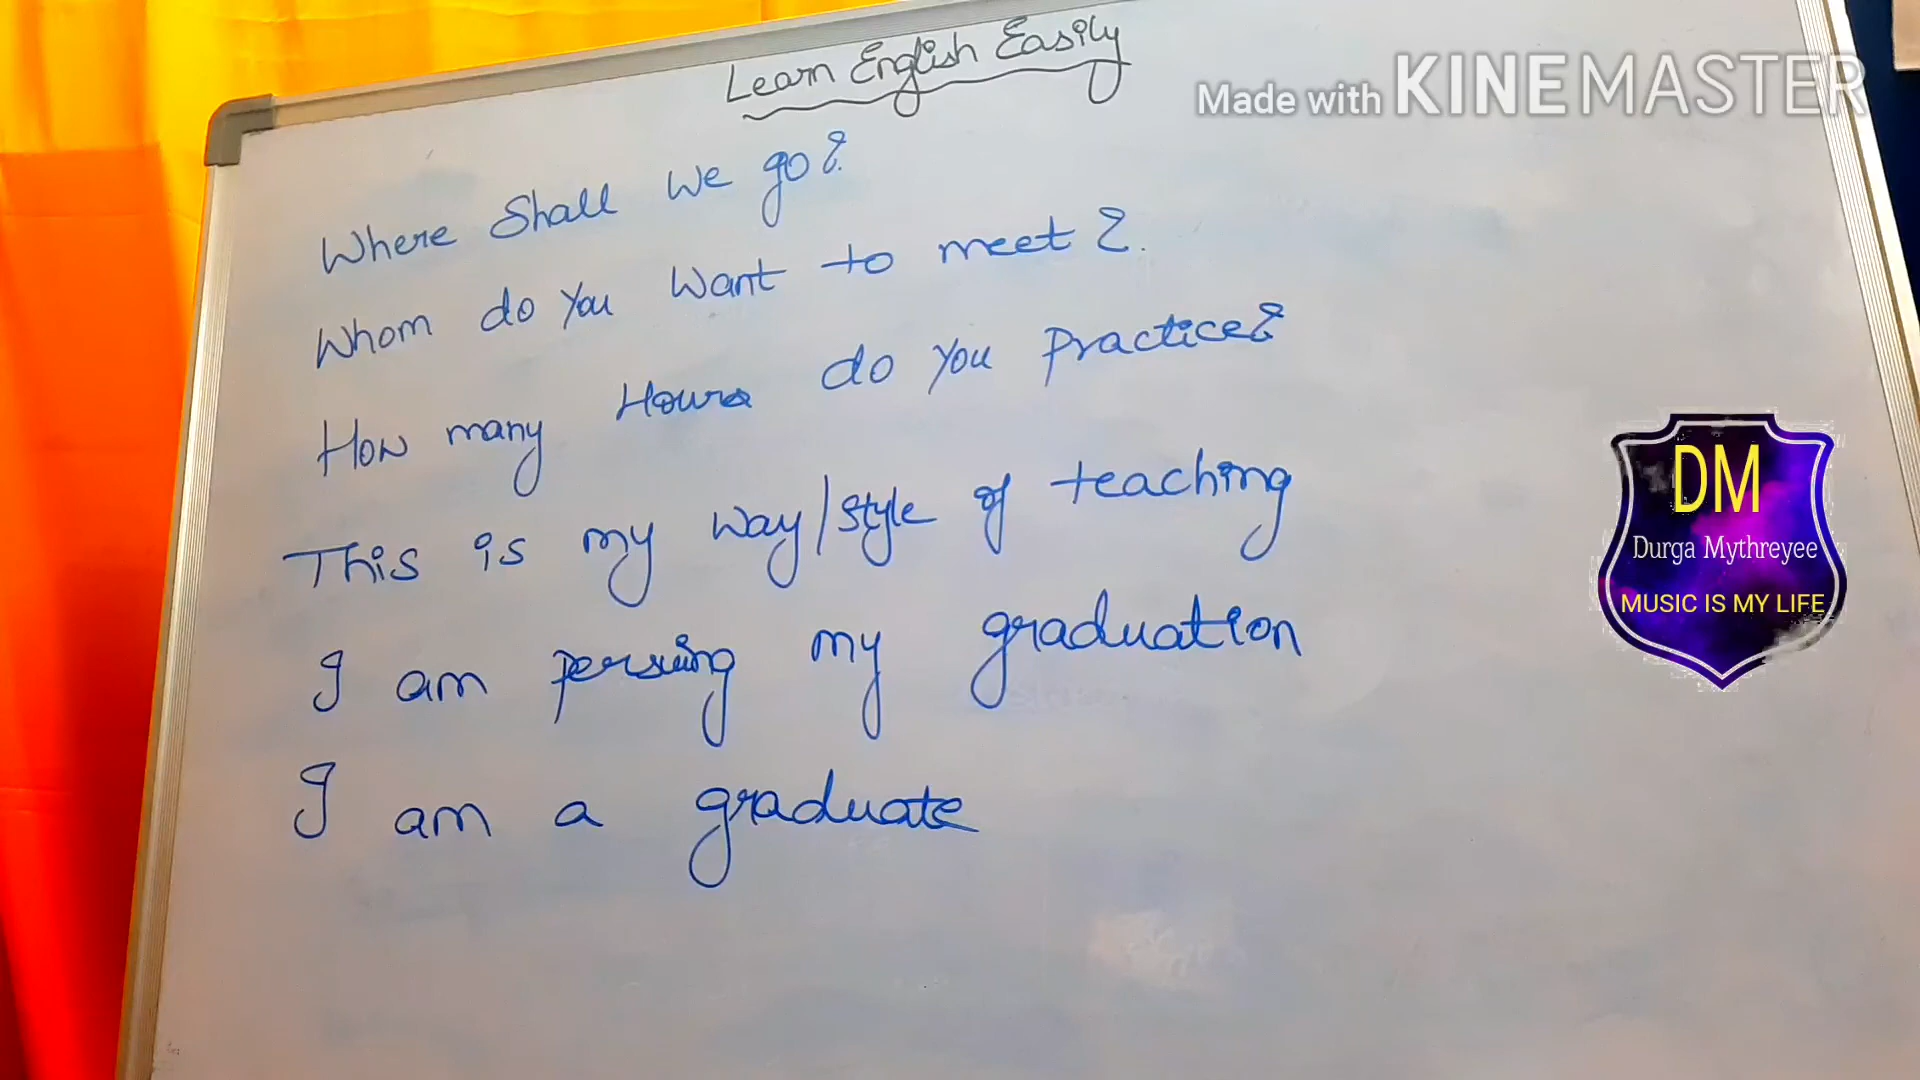 Learn English Easily
Made with KINEMASTER
Where Shall We go?
Whom do You Want to meet?
How many Hours do You Practice?
This is my way/style of teaching
I am persuing my graduation
I am a graduate
DM
Durga Mythreyee
MUSIC IS MY LIFE